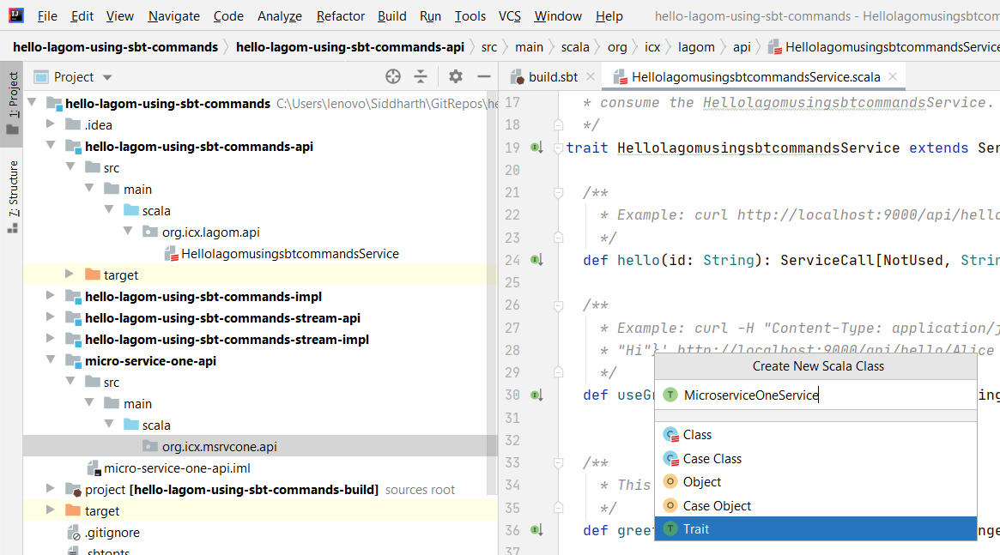 File Edit View Navigate Code Analyze Refactor Build Run Tools VCS Window Help hello-lagom-using-sbt-commands - Hellolagomusingsbtcom
hello-lagom-using-sbt-commands hello-lagom-using-sbt-commands-api src main scala org icx lagom api HellolagomusingsbtcommandsService
1: Project
7: Structure
Project
hello-lagom-using-sbt-commands C:\Users\lenovo\Siddharth\GitRepos\he
.idea
hello-lagom-using-sbt-commands-api
src
main
scala
org.icx.lagom.api
HellolagomusingsbtcommandsService
target
hello-lagom-using-sbt-commands-impl
hello-lagom-using-sbt-commands-stream-api
hello-lagom-using-sbt-commands-stream-impl
micro-service-one-api
src
main
scala
org.icx.msrvcone.api
micro-service-one-api.iml
project [hello-lagom-using-sbt-commands-build] sources root
target
.gitignore
.sbtopts
build.sbt HellolagomusingsbtcommandsService.scala
17 * consume the HellolagomusingsbtcommandsService.
18 */
19 trait HellolagomusingsbtcommandsService extends Ser
20
21 /**
22 * Example: curl http://localhost:9000/api/hello
23 */
24 def hello(id: String): ServiceCall[NotUsed, Strin
25
26 /**
27 * Example: curl -H "Content-Type: application/j
28 * "Hi"}' http://localhost:9000/api/hello/Alice
29 */
30 def useGr ing
31
32
33 /**
34 * This
35 */
36 def greet nge
37
Create New Scala Class
MicroserviceOneService
Class
Case Class
Object
Case Object
Trait